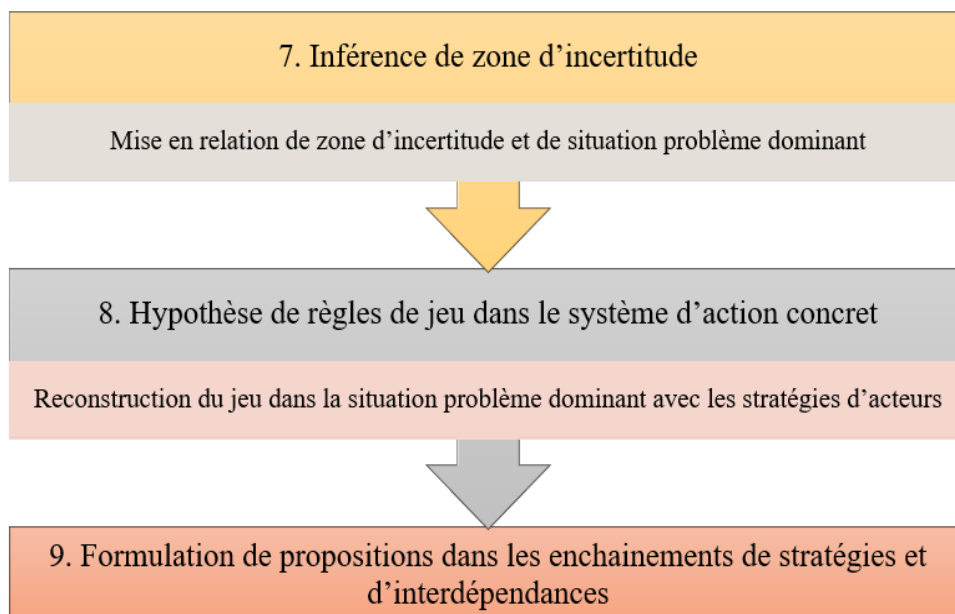 7. Inférence de zone d’incertitude
Mise en relation de zone d’incertitude et de situation problème dominant
8. Hypothèse de règles de jeu dans le système d’action concret
Reconstruction du jeu dans la situation problème dominant avec les stratégies d’acteurs
9. Formulation de propositions dans les enchainements de stratégies et
d’interdépendances